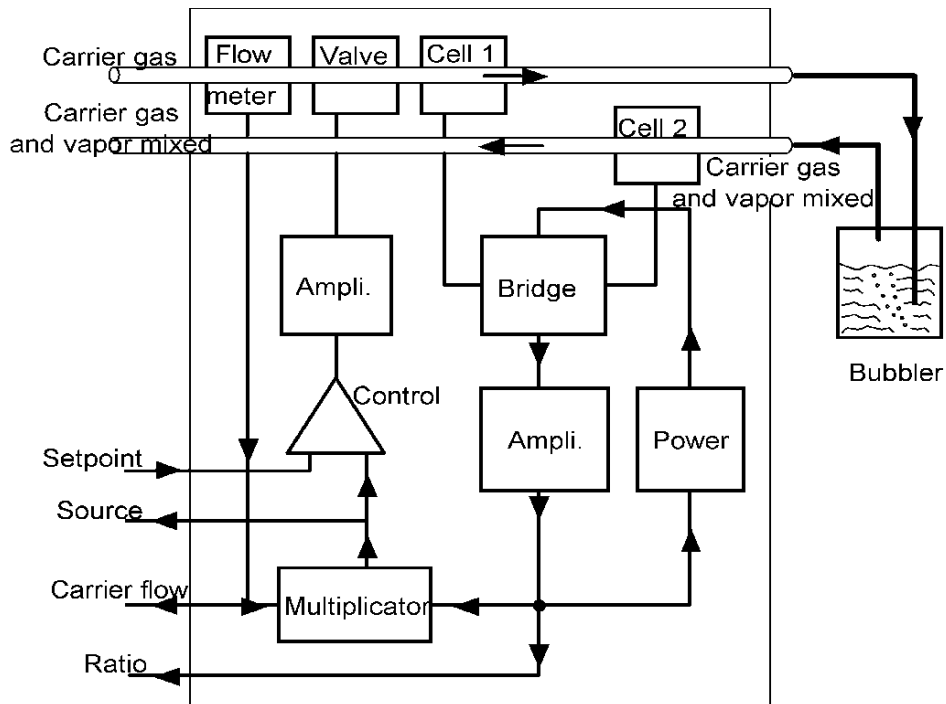 Carrier gas
Flow
meter
Valve
Cell 1
Carrier gas
and vapor mixed
Cell 2
Carrier gas
and vapor mixed
Ampli.
Bridge
Bubbler
Control
Ampli.
Power
Setpoint
Source
Carrier flow
Multiplicator
Ratio